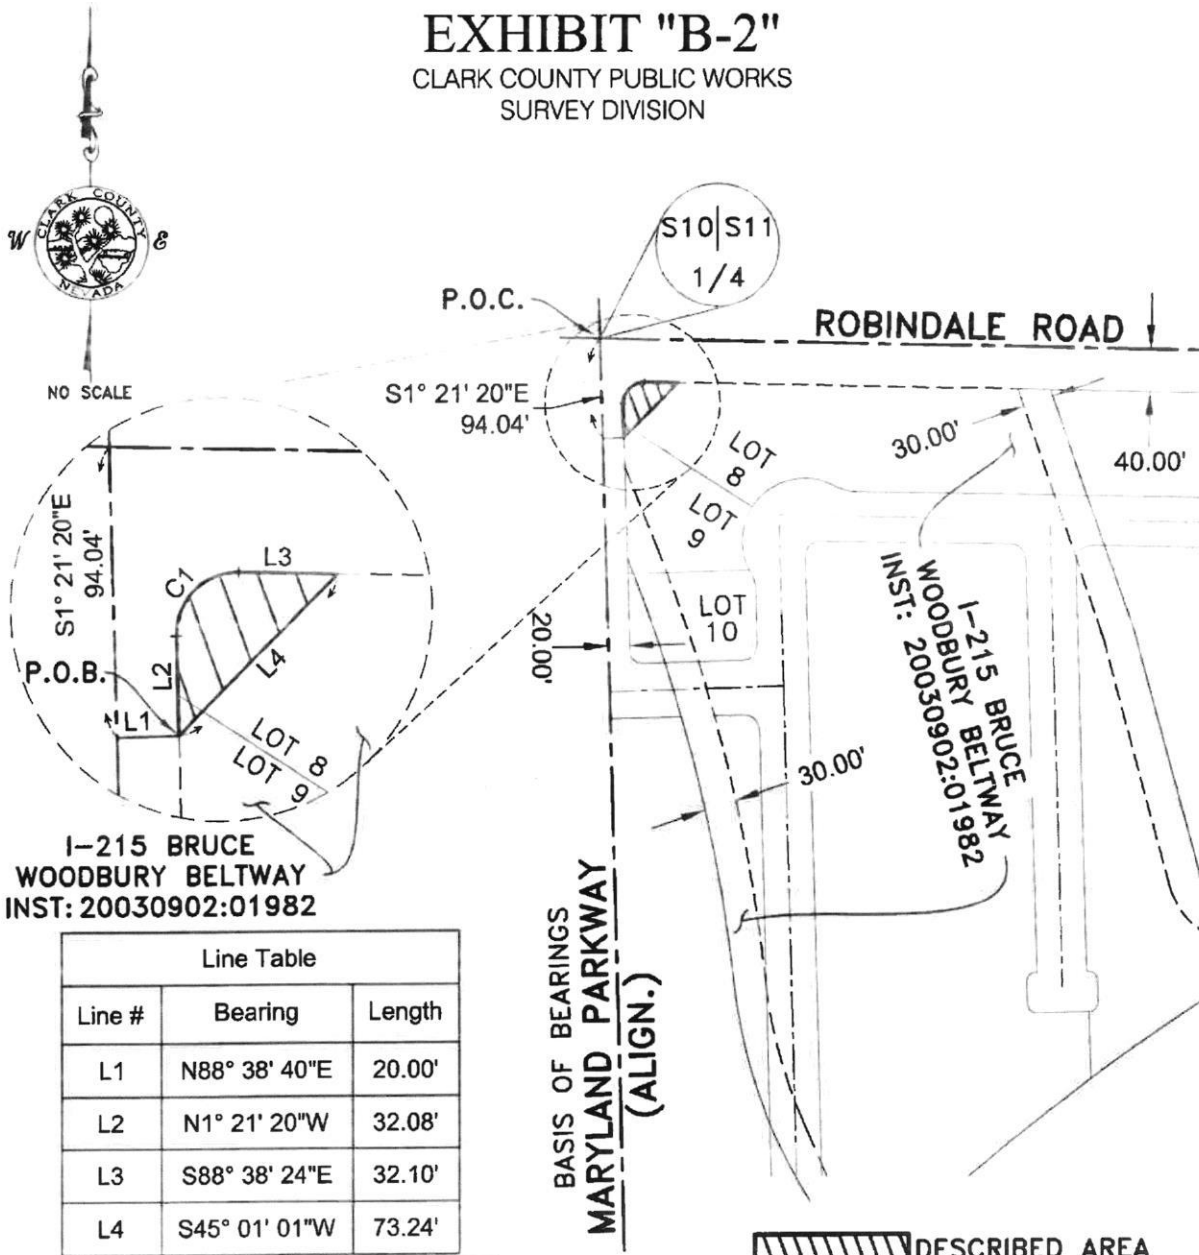 EXHIBIT "B-2"
CLARK COUNTY PUBLIC WORKS
SURVEY DIVISION
CLARK COUNTY
NEVADA
W
E
NO SCALE
S10|S11
1/4
P.O.C.
ROBINDALE ROAD
S1° 21' 20"E
94.04'
30.00'
40.00'
LOT
8
LOT
9
LOT
10
20.00'
30.00'
I-215 BRUCE
WOODBURY BELTWAY
INST: 20030902:01982
S1° 21' 20"E
94.04'
C1
L3
L2
L4
P.O.B.
L1
LOT 8
LOT 9
I-215 BRUCE
WOODBURY BELTWAY
INST: 20030902:01982
BASIS OF BEARINGS
MARYLAND PARKWAY
(ALIGN.)
Line Table
Line # Bearing Length
L1 N88° 38' 40"E 20.00'
L2 N1° 21' 20"W 32.08'
L3 S88° 38' 24"E 32.10'
L4 S45° 01' 01"W 73.24'
DESCRIBED AREA